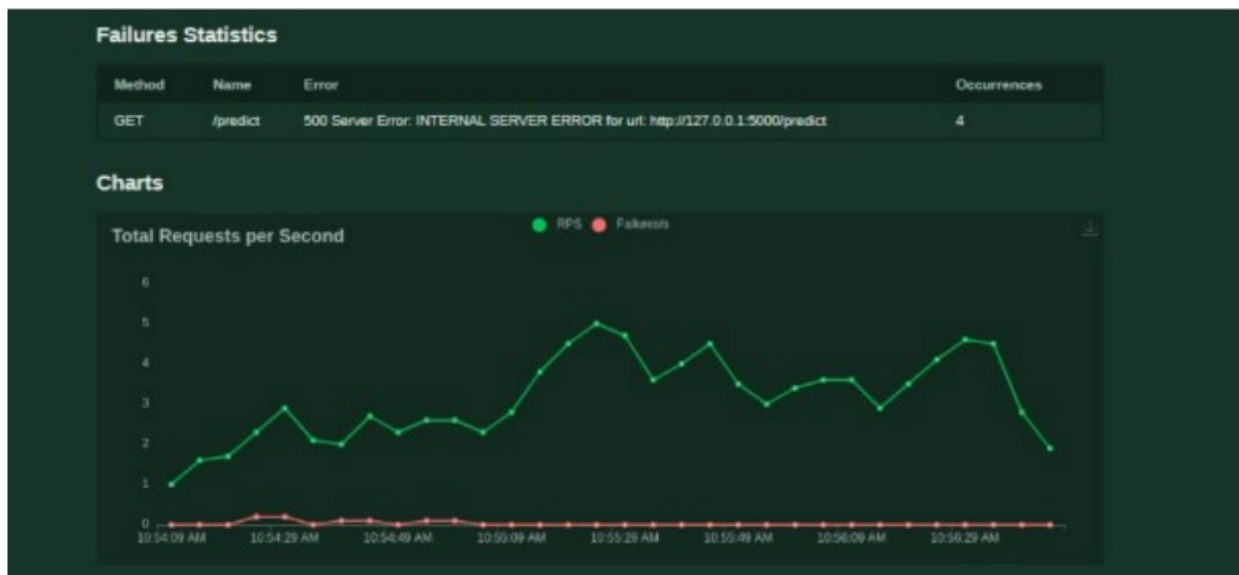 Failures Statistics
Method Name Error Occurrences
GET /predict 500 Server Error: INTERNAL SERVER ERROR for url: http://127.0.0.1:5000/predict 4
Charts
Total Requests per Second
RPS Failures/s
6
5
4
3
2
1
0
10:54:09 AM 10:54:29 AM 10:54:49 AM 10:55:09 AM 10:55:29 AM 10:55:49 AM 10:56:09 AM 10:56:29 AM